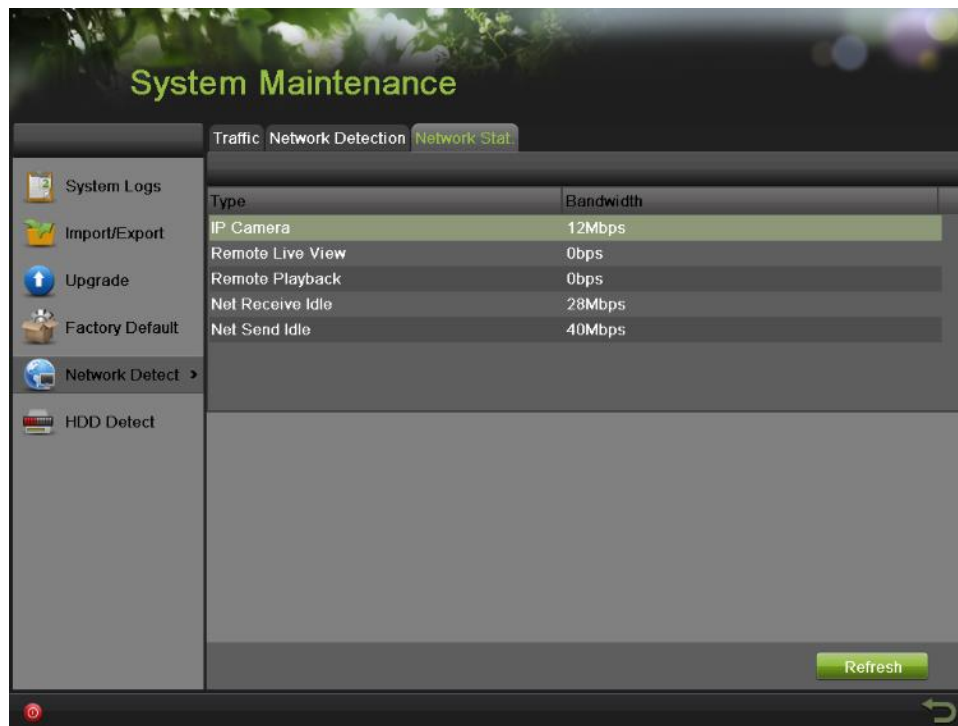 System Maintenance
Traffic Network Detection Network Stat.
System Logs
Import/Export
Upgrade
Factory Default
Network Detect >
HDD Detect
Type Bandwidth
IP Camera 12Mbps
Remote Live View 0bps
Remote Playback 0bps
Net Receive Idle 28Mbps
Net Send Idle 40Mbps
Refresh